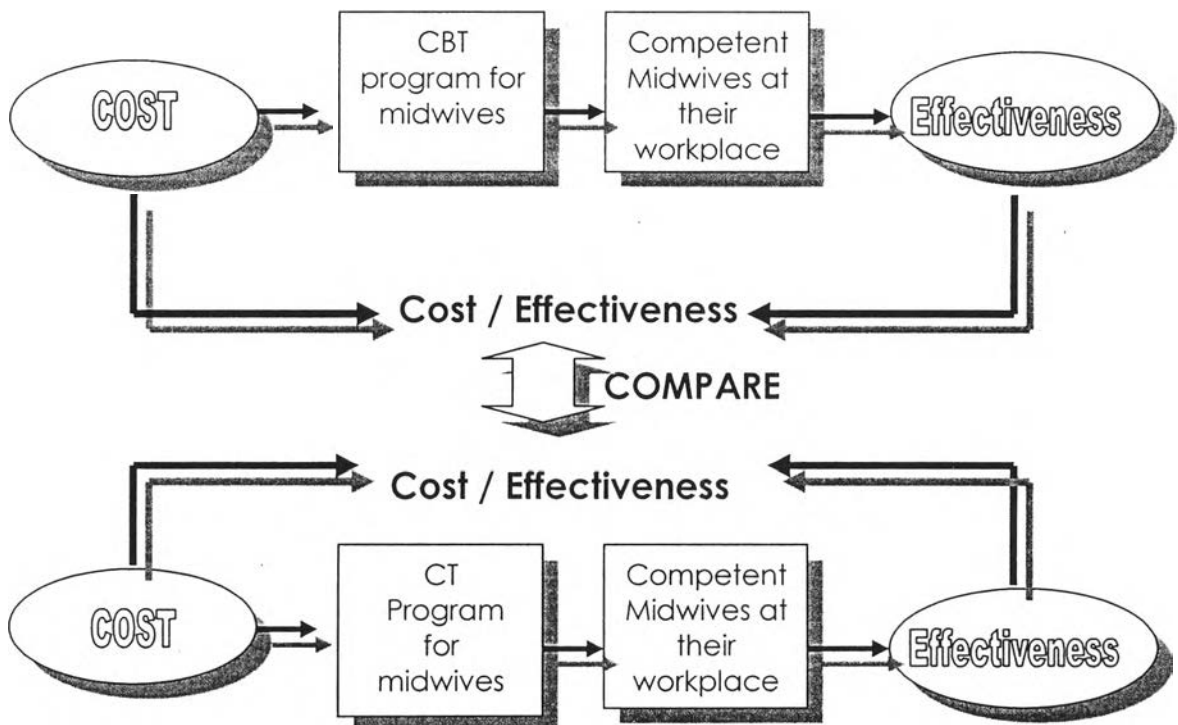 COST
CBT
program for
midwives
Competent
Midwives at
their
workplace
Effectiveness
Cost / Effectiveness
COMPARE
Cost / Effectiveness
COST
CT
Program
for
midwives
Competent
Midwives at
their
workplace
Effectiveness